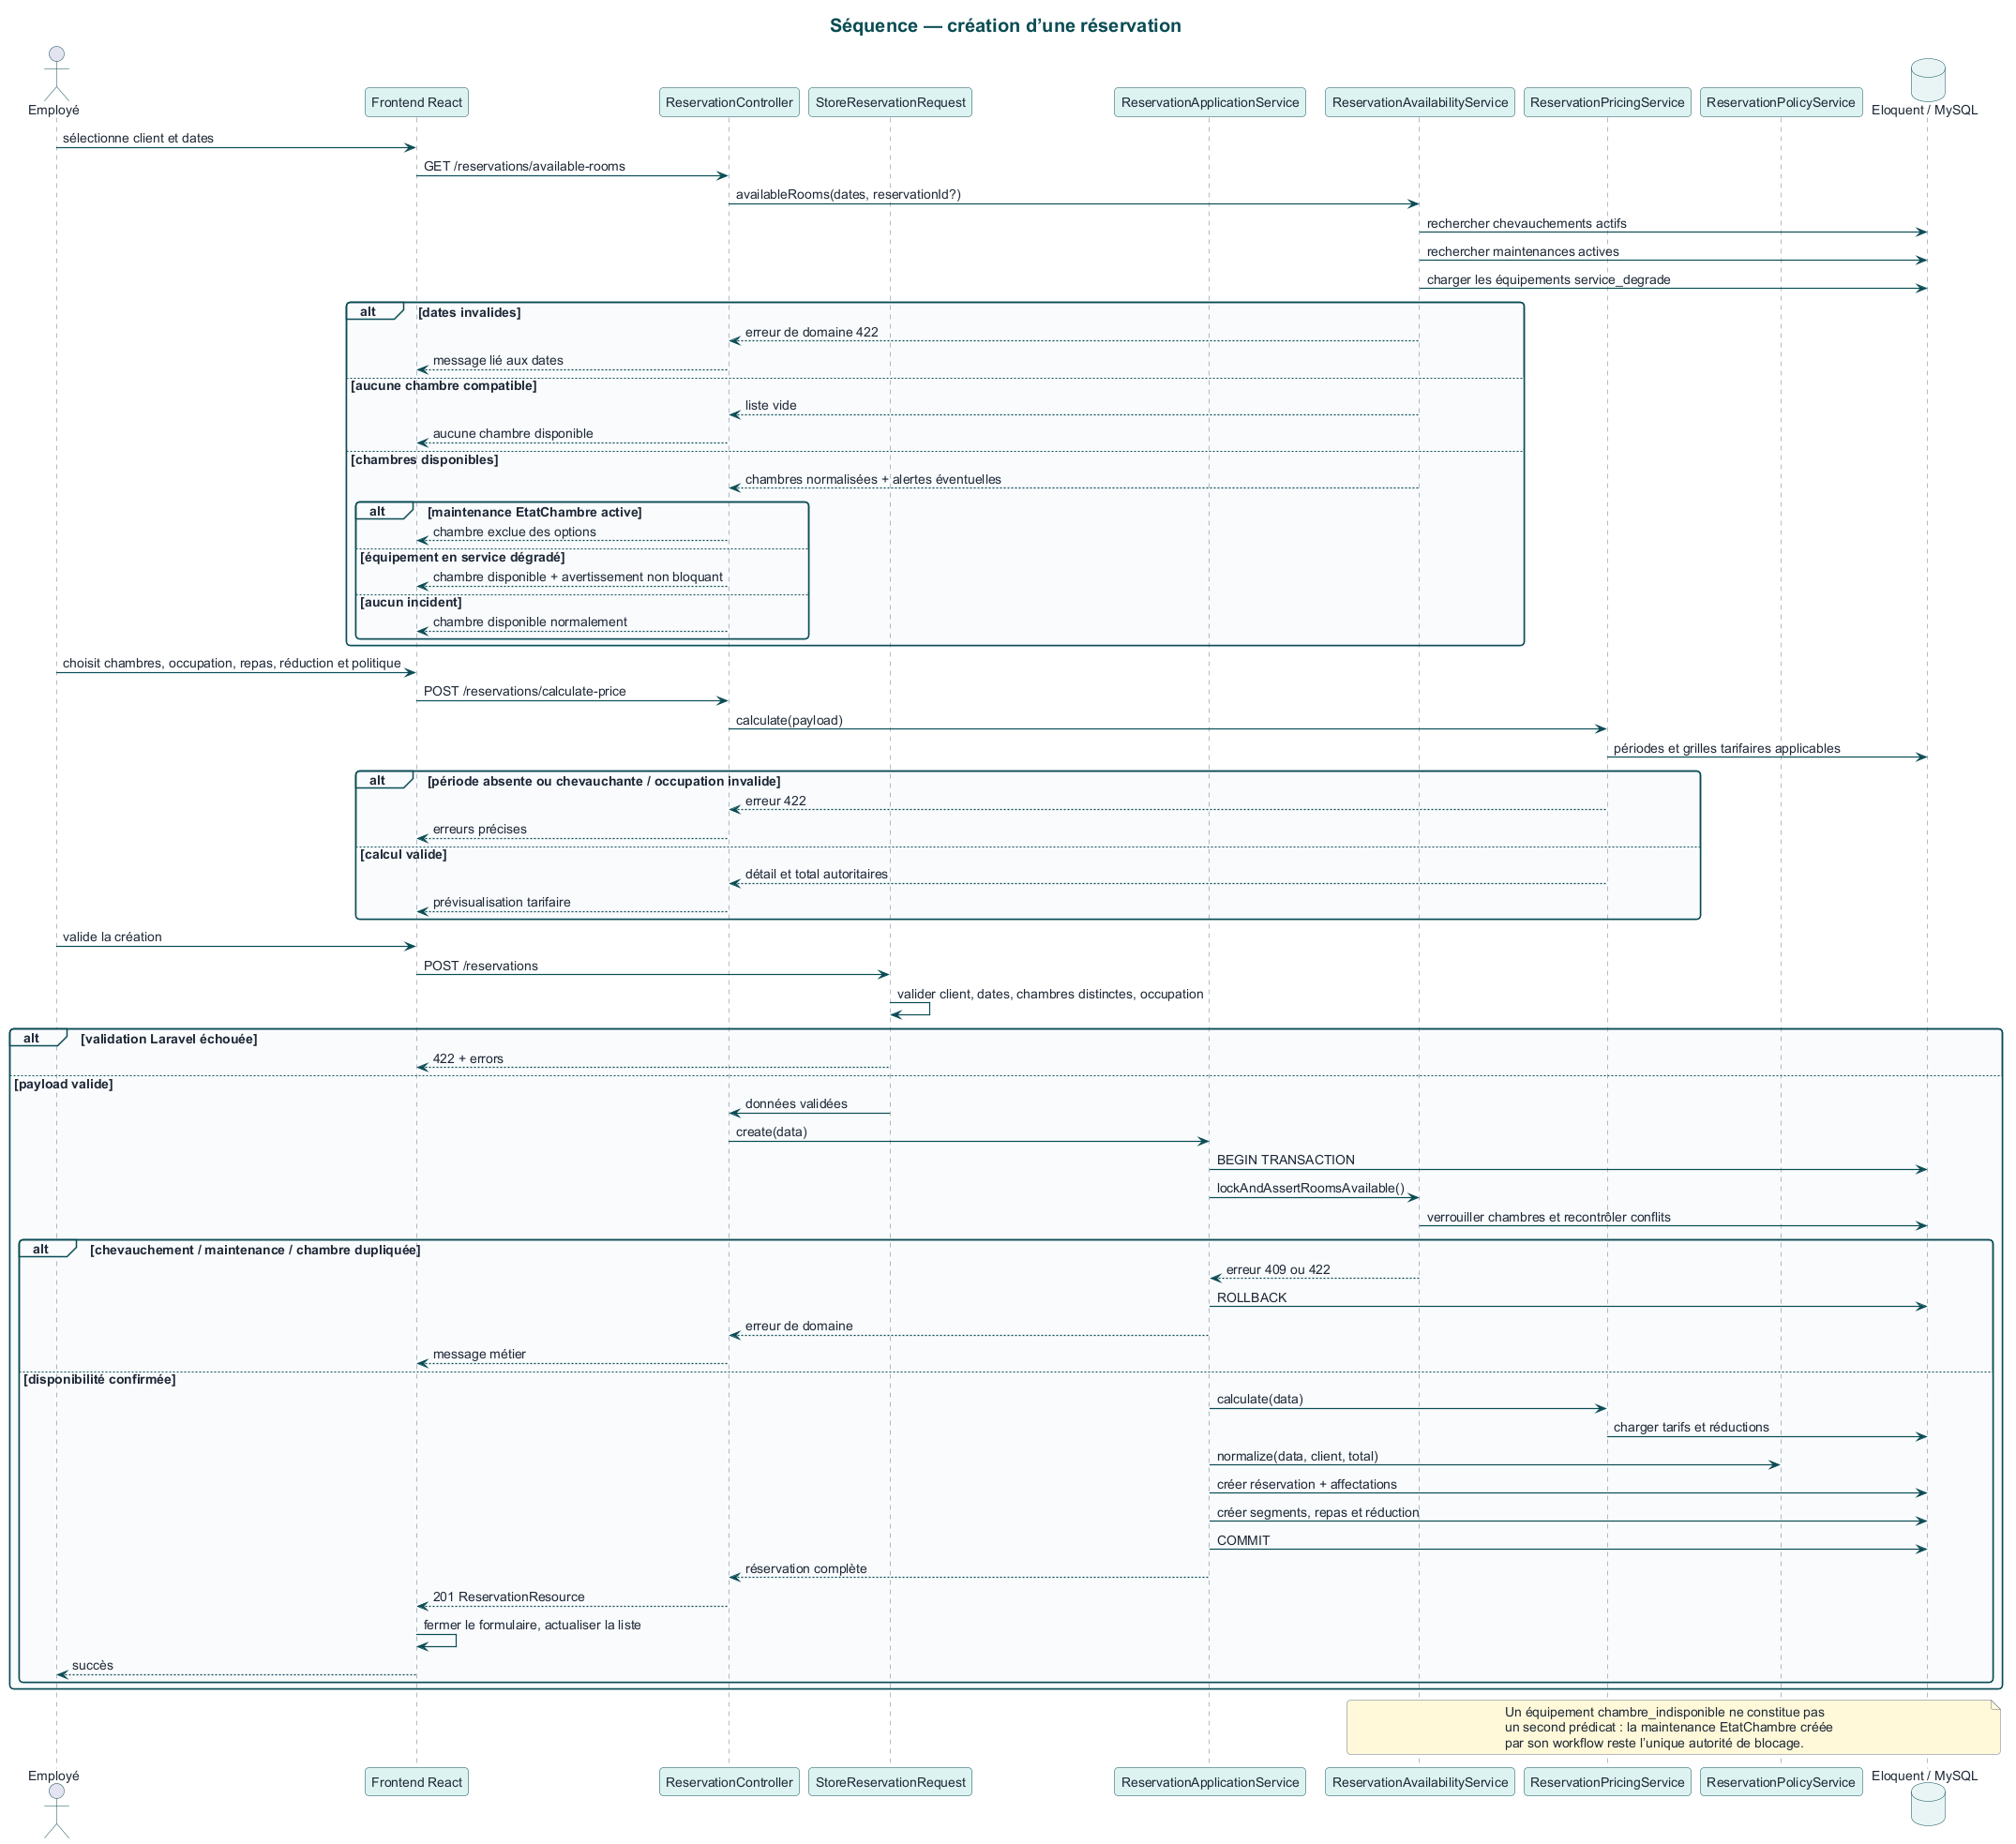 Séquence — création d’une réservation
Employé
Frontend React
ReservationController
StoreReservationRequest
ReservationApplicationService
ReservationAvailabilityService
ReservationPricingService
ReservationPolicyService
Eloquent / MySQL
sélectionne client et dates
GET /reservations/available-rooms
availableRooms(dates, reservationId?)
rechercher chevauchements actifs
rechercher maintenances actives
charger les équipements service_degrade
alt [dates invalides]
erreur de domaine 422
message lié aux dates
[aucune chambre compatible]
liste vide
aucune chambre disponible
[chambres disponibles]
chambres normalisées + alertes éventuelles
alt [maintenance EtatChambre active]
chambre exclue des options
[équipement en service dégradé]
chambre disponible + avertissement non bloquant
[aucun incident]
chambre disponible normalement
choisit chambres, occupation, repas, réduction et politique
POST /reservations/calculate-price
calculate(payload)
périodes et grilles tarifaires applicables
alt [période absente ou chevauchante / occupation invalide]
erreur 422
erreurs précises
[calcul valide]
détail et total autoritaires
prévisualisation tarifaire
valide la création
POST /reservations
valider client, dates, chambres distinctes, occupation
alt [validation Laravel échouée]
422 + errors
[payload valide]
données validées
create(data)
BEGIN TRANSACTION
lockAndAssertRoomsAvailable()
verrouiller chambres et recontrôler conflits
alt [chevauchement / maintenance / chambre dupliquée]
erreur 409 ou 422
ROLLBACK
erreur de domaine
message métier
[disponibilité confirmée]
calculate(data)
charger tarifs et réductions
normalize(data, client, total)
créer réservation + affectations
créer segments, repas et réduction
COMMIT
réservation complète
201 ReservationResource
fermer le formulaire, actualiser la liste
succès
Un équipement chambre_indisponible ne constitue pas
un second prédicat : la maintenance EtatChambre créée
par son workflow reste l’unique autorité de blocage.
Employé
Frontend React
ReservationController
StoreReservationRequest
ReservationApplicationService
ReservationAvailabilityService
ReservationPricingService
ReservationPolicyService
Eloquent / MySQL